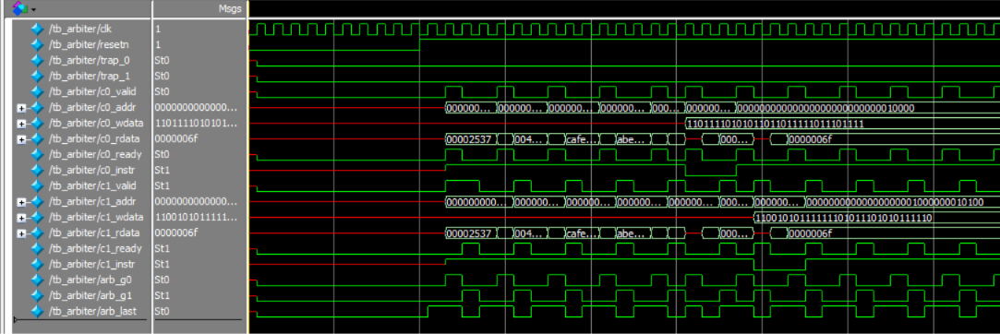 Msgs
/tb_arbiter/clk 1
/tb_arbiter/resetn 1
/tb_arbiter/trap_0 St0
/tb_arbiter/trap_1 St0
/tb_arbiter/c0_valid St0
/tb_arbiter/c0_addr 0000000000000... 000000... 000000... 000000... 000000... 000... 000000... 00000000000000000000000000010000
/tb_arbiter/c0_wdata 1101111010101... 11011110101011011011111011101111
/tb_arbiter/c0_rdata 0000006f 00002537 004... cafe... abe... 000... 0000006f
/tb_arbiter/c0_ready St0
/tb_arbiter/c0_instr St1
/tb_arbiter/c1_valid St1
/tb_arbiter/c1_addr 0000000000000... 000000000... 000000... 000000... 000000... 000000... 000... 000000... 00000000000000000000100000010100
/tb_arbiter/c1_wdata 1100101011111... 11001010111111101011101010111110
/tb_arbiter/c1_rdata 0000006f 00002537 004... cafe... abe... 000... 0000006f
/tb_arbiter/c1_ready St1
/tb_arbiter/c1_instr St1
/tb_arbiter/arb_g0 St0
/tb_arbiter/arb_g1 St1
/tb_arbiter/arb_last St0